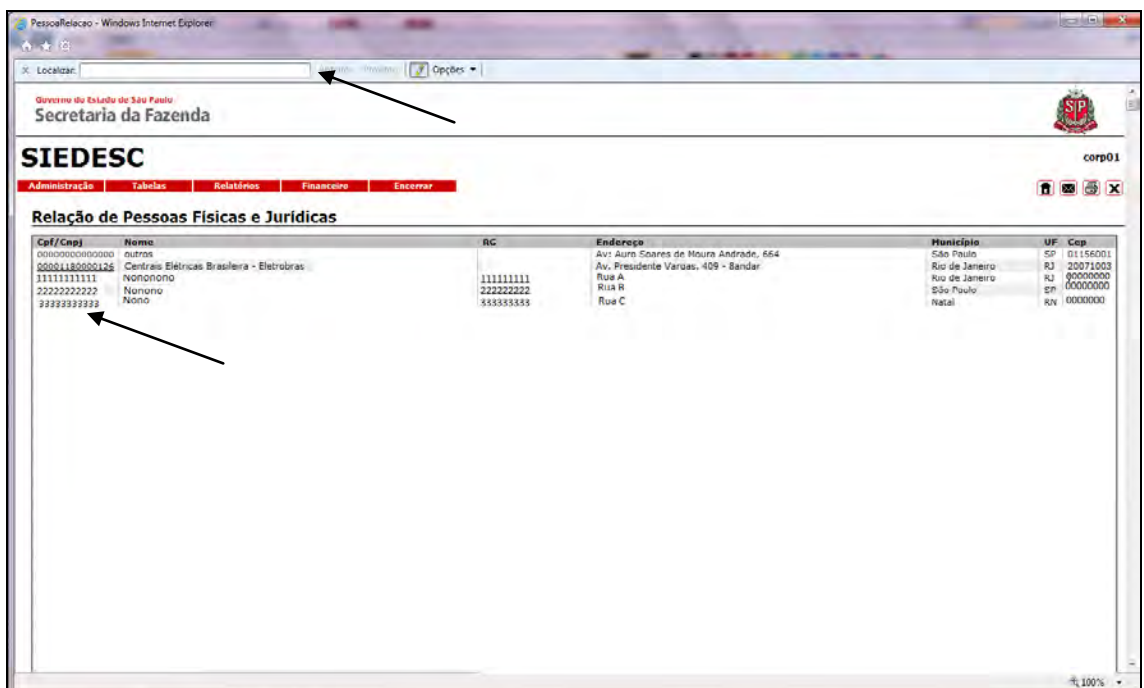 PessoaRelacao - Windows Internet Explorer
× Localizar: Opções
Governo do Estado de São Paulo
Secretaria da Fazenda
SP
SIEDESC
corp01
Administração Tabelas Relatórios Financeiro Encerrar
Relação de Pessoas Físicas e Jurídicas
Cpf/Cnpj Nome RG Endereço Município UF Cep
00000000000000 outros Av: Auro Soares de Moura Andrade, 664 São Paulo SP 01156001
00001180000126 Centrais Elétricas Brasileira - Eletrobras Av. Presidente Vargas, 409 - Bandar Rio de Janeiro RJ 20071003
11111111111 Nononono 111111111 Rua A Rio de Janeiro RJ 00000000
22222222222 Nonono 222222222 Rua B São Paulo SP 00000000
33333333333 Nono 333333333 Rua C Natal RN 0000000
100%